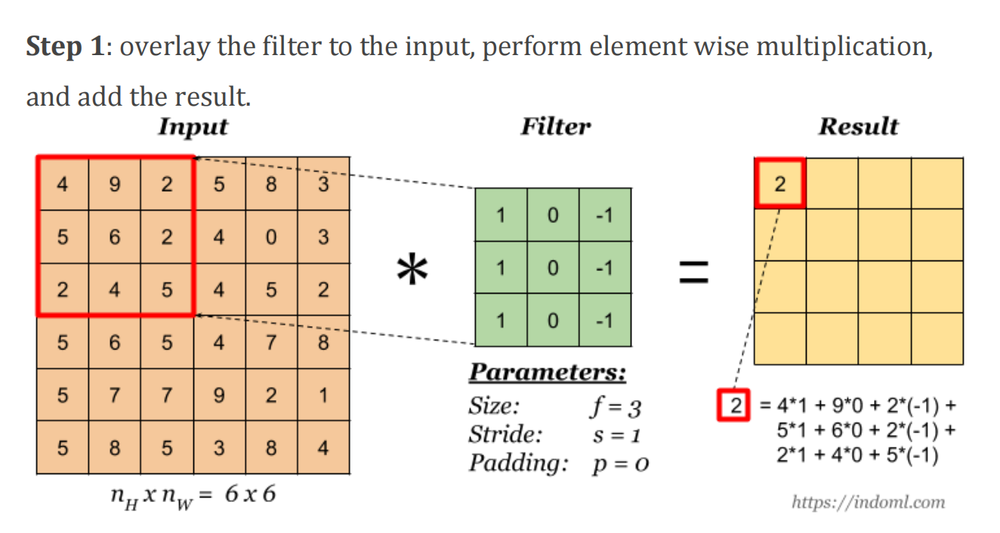 Step 1: overlay the filter to the input, perform element wise multiplication,
and add the result.
Input
Filter
Result
4 9 2 5 8 3
5 6 2 4 0 3
2 4 5 4 5 2
5 6 5 4 7 8
5 7 7 9 2 1
5 8 5 3 8 4
n_H x n_W = 6 x 6
*
1 0 -1
1 0 -1
1 0 -1
Parameters:
Size: f = 3
Stride: s = 1
Padding: p = 0
=
2
2 = 4*1 + 9*0 + 2*(-1) +
5*1 + 6*0 + 2*(-1) +
2*1 + 4*0 + 5*(-1)
https://indoml.com